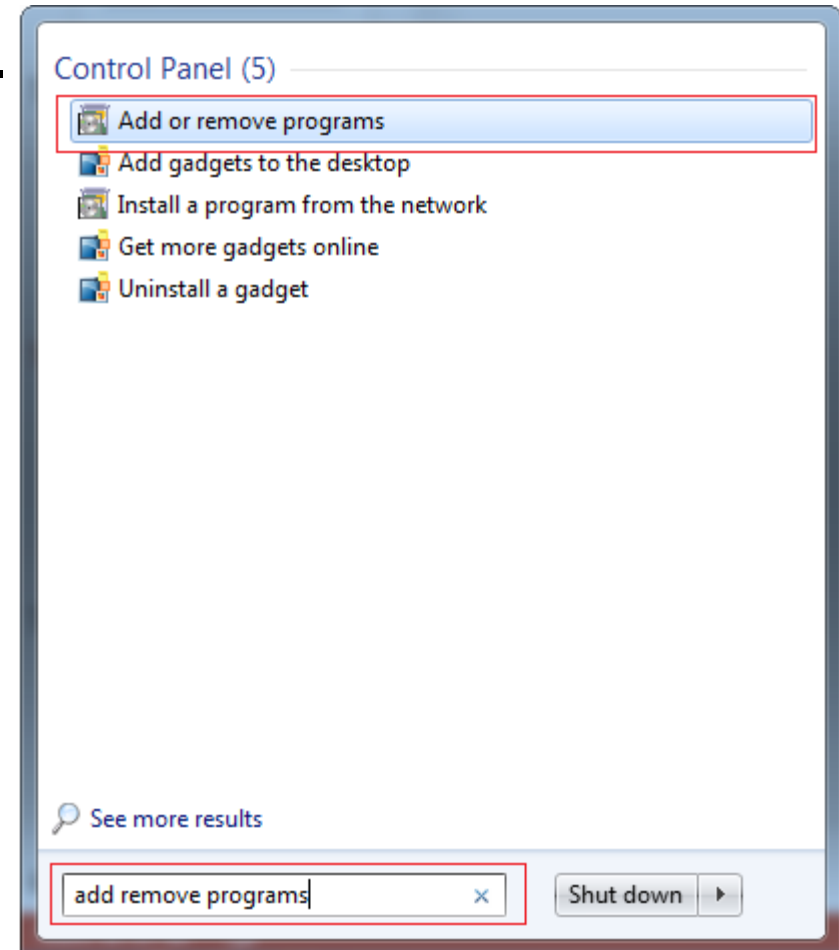 Control Panel (5)
Add or remove programs
Add gadgets to the desktop
Install a program from the network
Get more gadgets online
Uninstall a gadget
See more results
add remove programs
Shut down